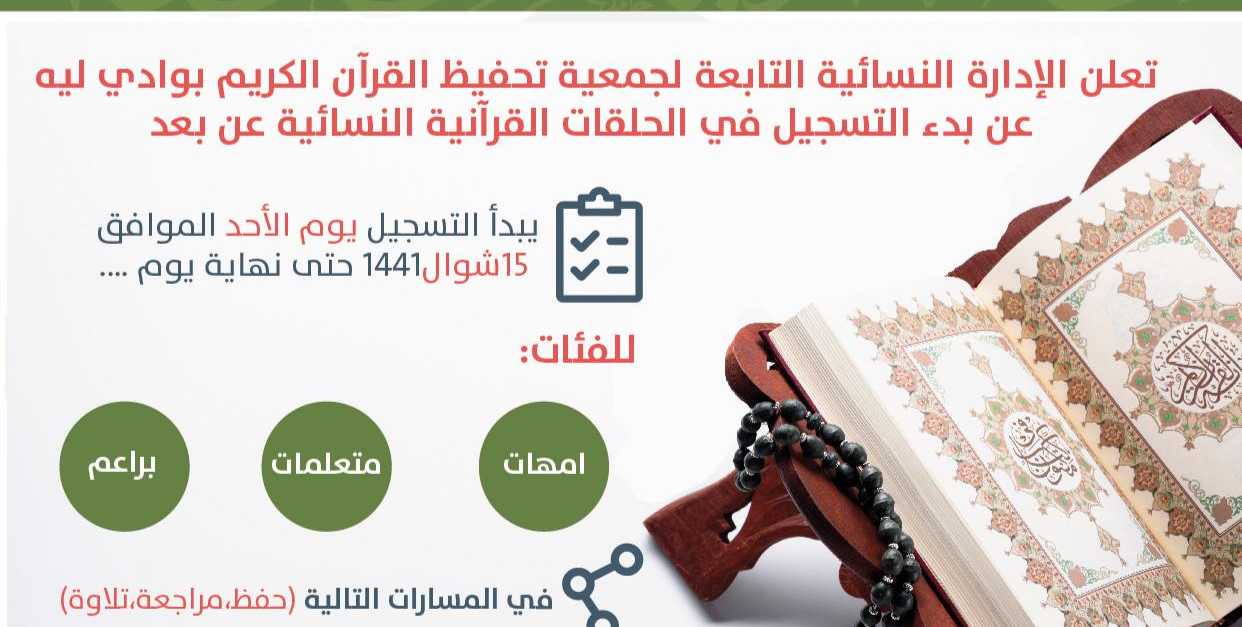 تعلن الإدارة النسائية التابعة لجمعية تحفيظ القرآن الكريم بوادي ليه
عن بدء التسجيل في الحلقات القرآنية النسائية عن بعد
يبدأ التسجيل يوم الأحد الموافق
15شوال1441 حتى نهاية يوم ....
للفئات:
امهات
متعلمات
براعم
في المسارات التالية (حفظ،مراجعة،تلاوة)